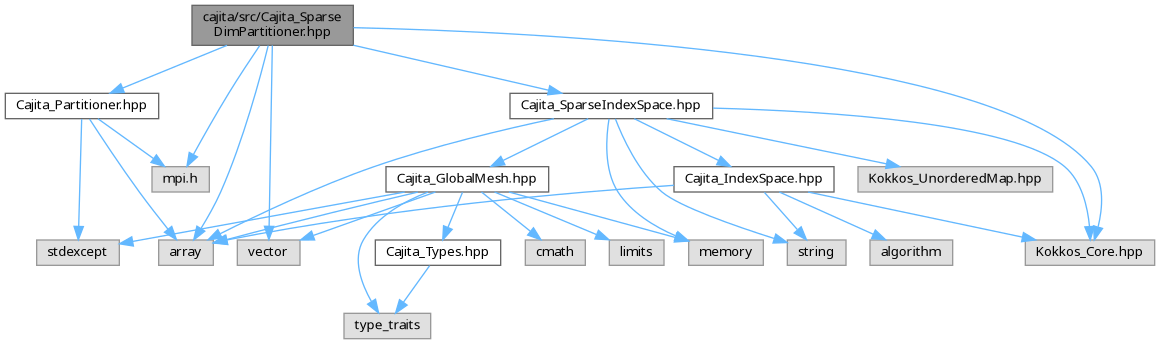 cajita/src/Cajita_Sparse
DimPartitioner.hpp
Cajita_Partitioner.hpp
Cajita_SparseIndexSpace.hpp
mpi.h
Cajita_GlobalMesh.hpp
Cajita_IndexSpace.hpp
Kokkos_UnorderedMap.hpp
stdexcept
array
vector
Cajita_Types.hpp
cmath
limits
memory
string
algorithm
Kokkos_Core.hpp
type_traits